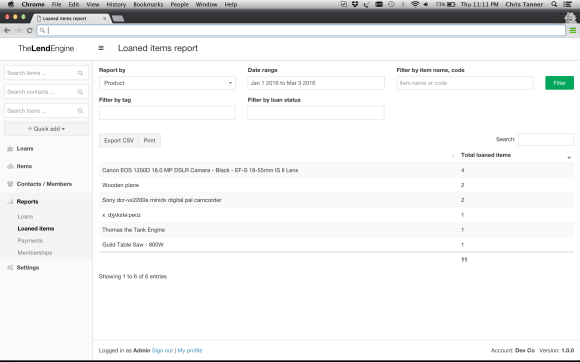 Chrome File Edit View History Bookmarks People Window Help 73% Thu 11:11 PM Chris Tanner
Loaned items report
TheLendEngine
Loaned items report
Search items ...
Search contacts ...
Search loans ...
+ Quick add
Loans
Items
Contacts / Members
Reports
Loans
Loaned items
Payments
Memberships
Settings
Report by Date range Filter by item name, code
Product Jan 1 2016 to Mar 3 2016 Item name or code Filter
Filter by tag Filter by loan status
Export CSV Print Search:
Total loaned items
Canon EOS 1200D 18.0 MP DSLR Camera - Black - EF-S 18-55mm IS II Lens 4
Wooden plane 2
Sony dcr-vx2200e minidv digital pal camcorder 2
1
Thomas the Tank Engine 1
Guild Table Saw - 800W 1
11
Showing 1 to 6 of 6 entries
Logged in as Admin Sign out | My profile Account: Dev Co Version: 1.0.0